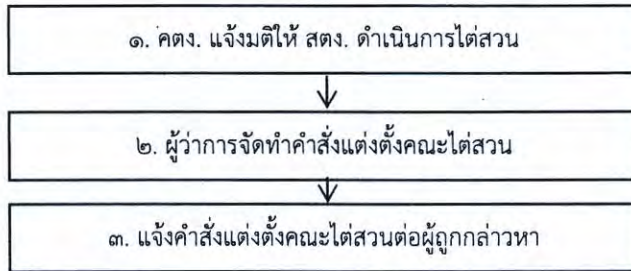 ๑. คตง. แจ้งมติให้ สตง. ดำเนินการไต่สวน
๒. ผู้ว่าการจัดทำคำสั่งแต่งตั้งคณะไต่สวน
๓. แจ้งคำสั่งแต่งตั้งคณะไต่สวนต่อผู้ถูกกล่าวหา